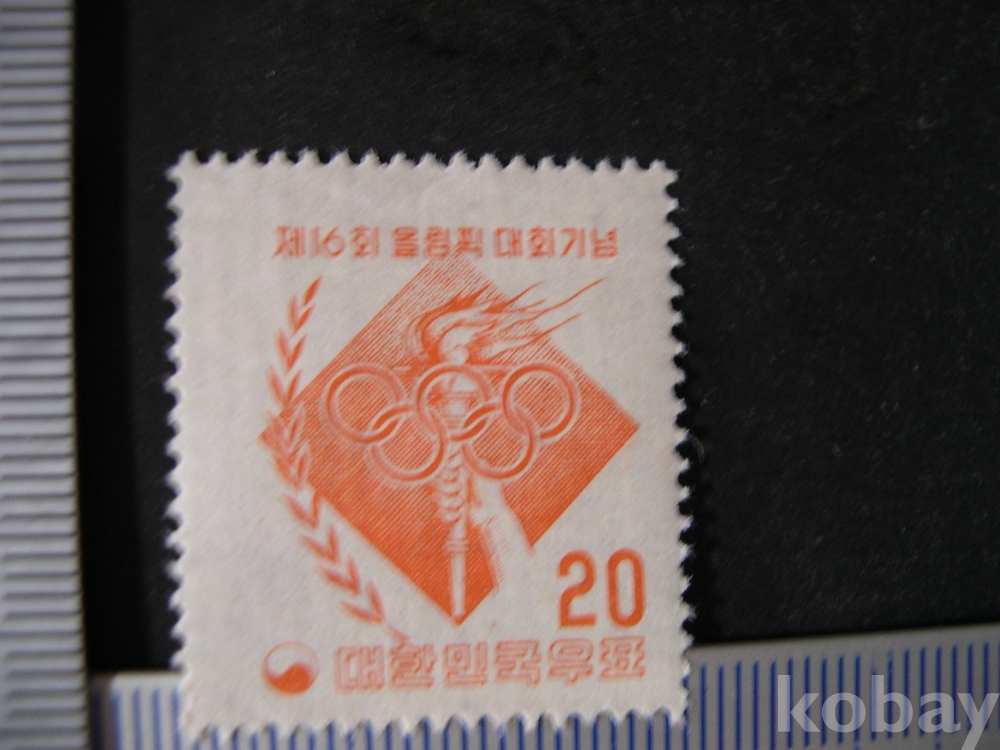 제16회 올림픽 대회기념
20
대한민국우표
kobay